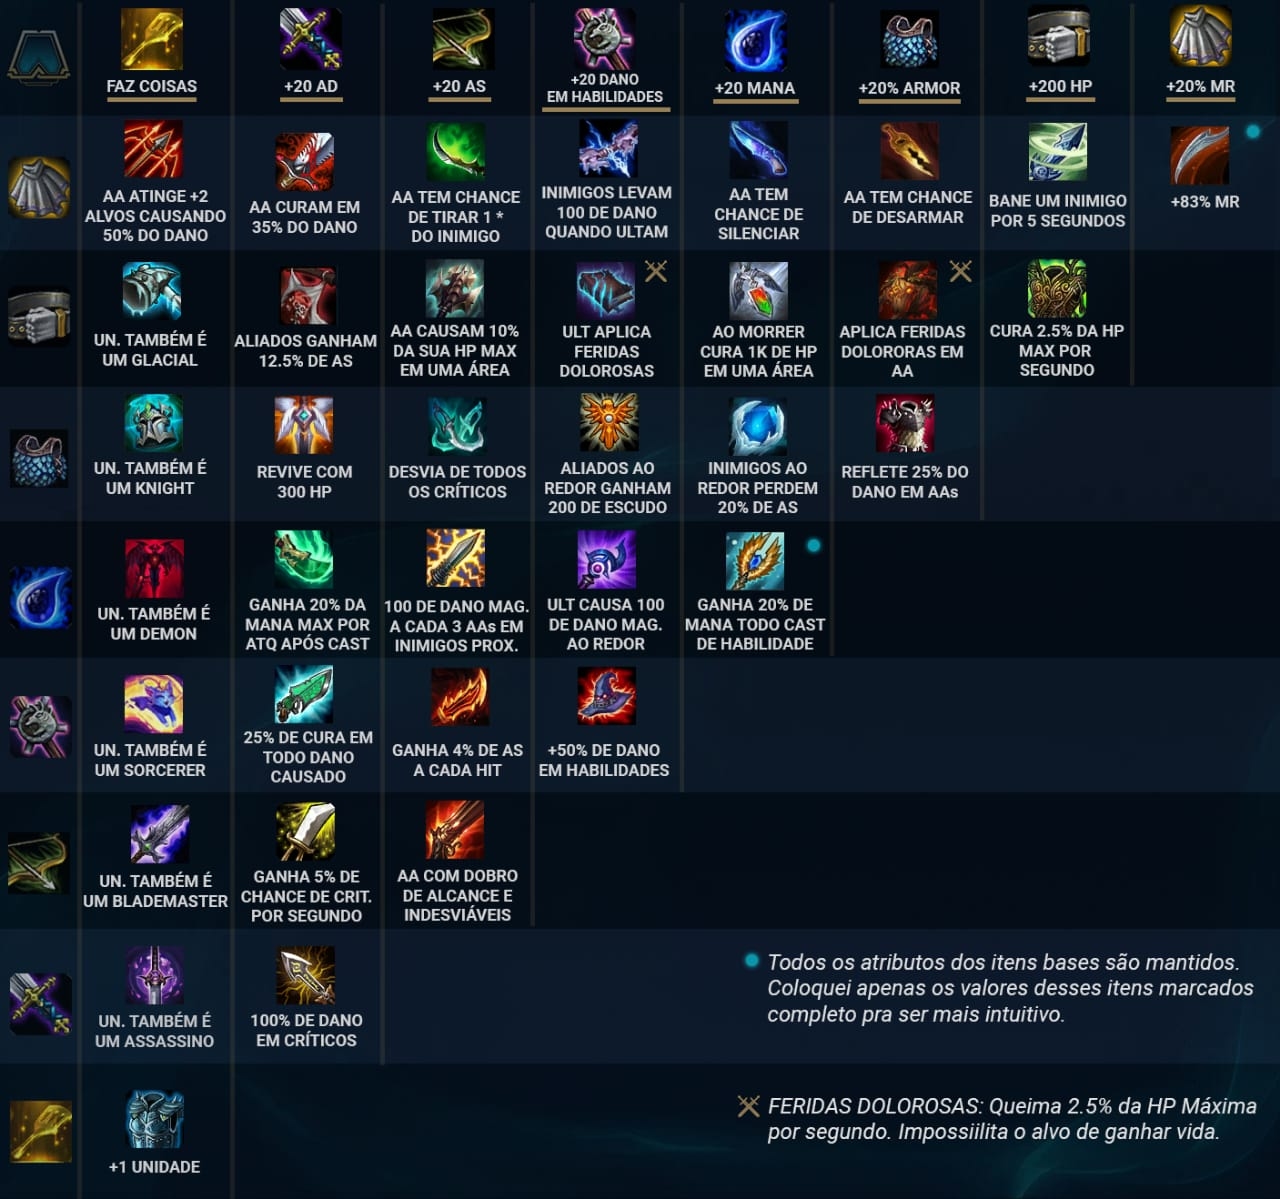 FAZ COISAS
+20 AD
+20 AS
+20 DANO
EM HABILIDADES
+20 MANA
+20% ARMOR
+200 HP
+20% MR
AA ATINGE +2
ALVOS CAUSANDO
50% DO DANO
AA CURAM EM
35% DO DANO
AA TEM CHANCE
DE TIRAR 1 *
DO INIMIGO
INIMIGOS LEVAM
100 DE DANO
QUANDO ULTAM
AA TEM
CHANCE DE
SILENCIAR
AA TEM CHANCE
DE DESARMAR
BANE UM INIMIGO
POR 5 SEGUNDOS
+83% MR
UN. TAMBÉM É
UM GLACIAL
ALIADOS GANHAM
12.5% DE AS
AA CAUSAM 10%
DA SUA HP MAX
EM UMA ÁREA
ULT APLICA
FERIDAS
DOLOROSAS
AO MORRER
CURA 1K DE HP
EM UMA ÁREA
APLICA FERIDAS
DOLORORAS EM
AA
CURA 2.5% DA HP
MAX POR
SEGUNDO
UN. TAMBÉM É
UM KNIGHT
REVIVE COM
300 HP
DESVIA DE TODOS
OS CRÍTICOS
ALIADOS AO
REDOR GANHAM
200 DE ESCUDO
INIMIGOS AO
REDOR PERDEM
20% DE AS
REFLETE 25% DO
DANO EM AAs
UN. TAMBÉM É
UM DEMON
GANHA 20% DA
MANA MAX POR
ATQ APÓS CAST
100 DE DANO MAG.
A CADA 3 AAs EM
INIMIGOS PROX.
ULT CAUSA 100
DE DANO MAG.
AO REDOR
GANHA 20% DE
MANA TODO CAST
DE HABILIDADE
UN. TAMBÉM É
UM SORCERER
25% DE CURA EM
TODO DANO
CAUSADO
GANHA 4% DE AS
A CADA HIT
+50% DE DANO
EM HABILIDADES
UN. TAMBÉM É
UM BLADEMASTER
GANHA 5% DE
CHANCE DE CRIT.
POR SEGUNDO
AA COM DOBRO
DE ALCANCE E
INDESVIÁVEIS
UN. TAMBÉM É
UM ASSASSINO
100% DE DANO
EM CRÍTICOS
Todos os atributos dos itens bases são mantidos.
Coloquei apenas os valores desses itens marcados
completo pra ser mais intuitivo.
+1 UNIDADE
FERIDAS DOLOROSAS: Queima 2.5% da HP Máxima
por segundo. Impossiilita o alvo de ganhar vida.